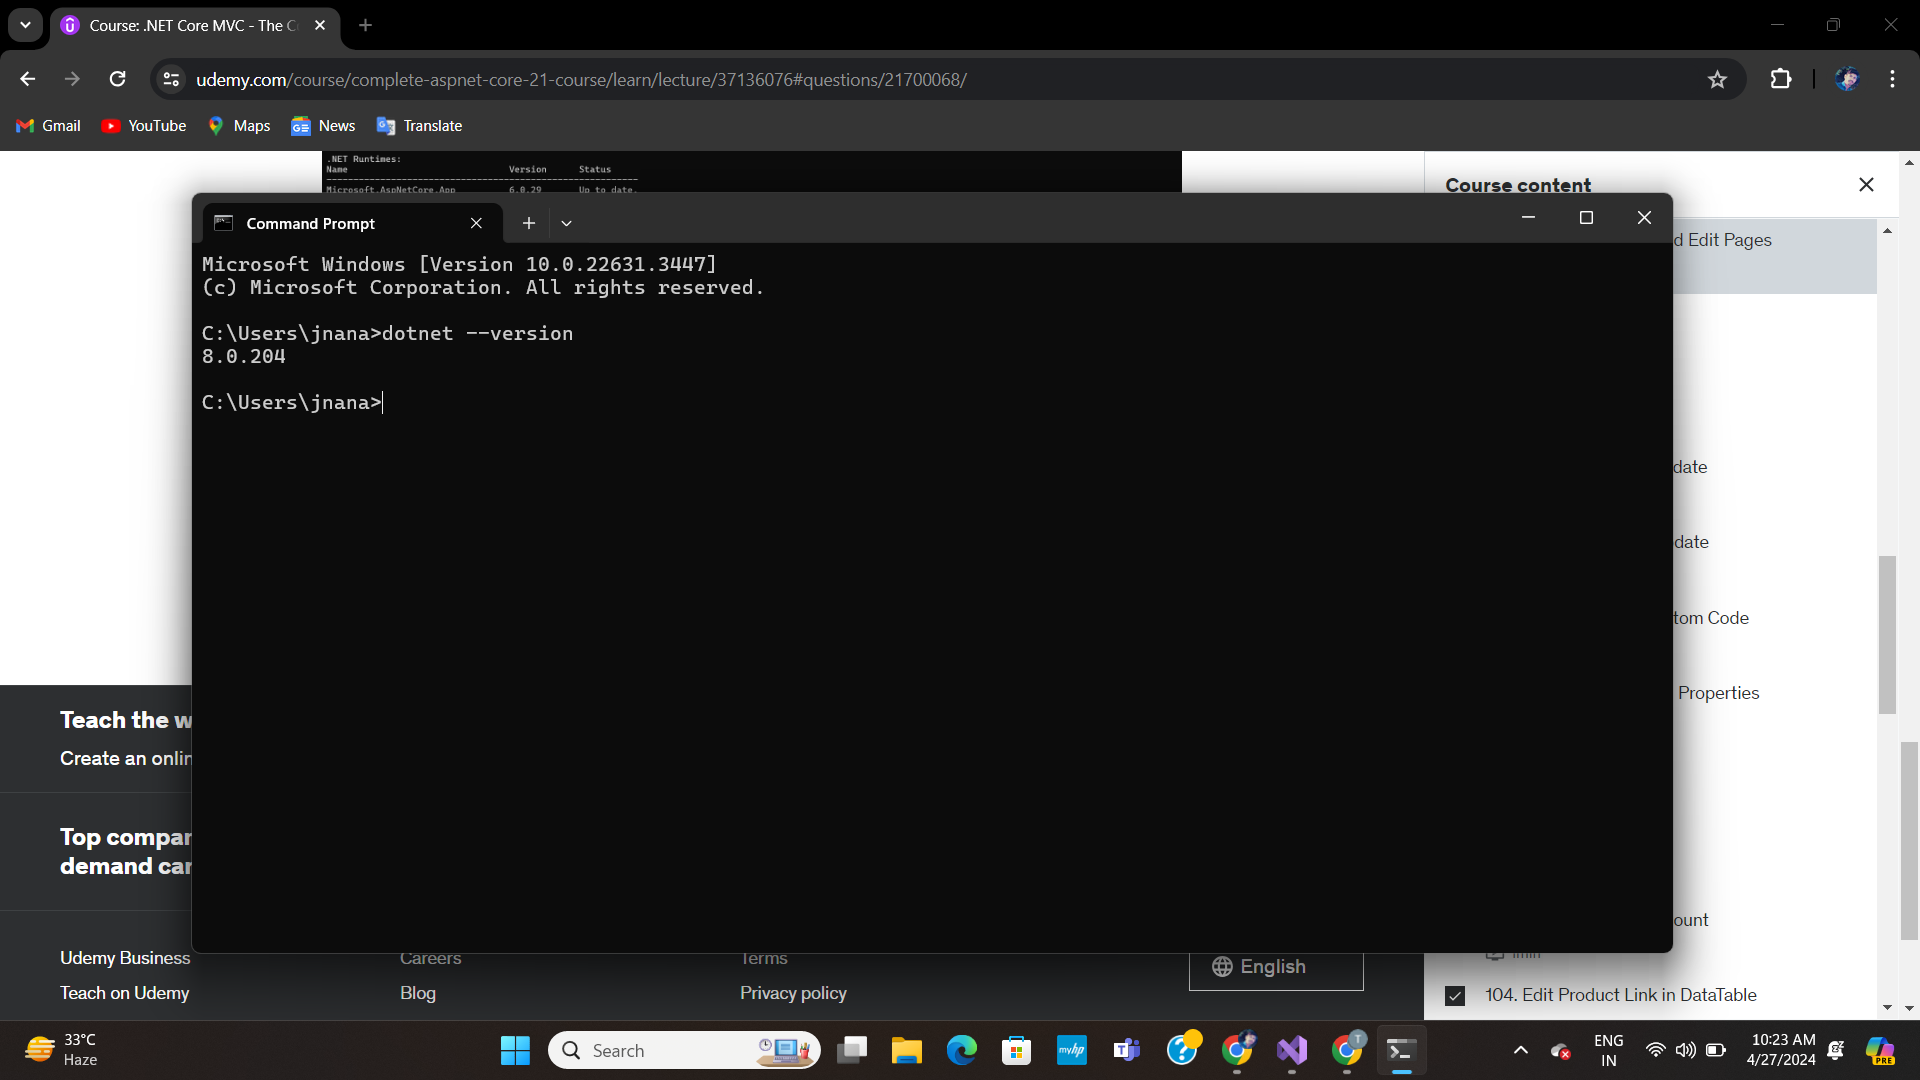 Course: .NET Core MVC - The C
udemy.com/course/complete-aspnet-core-21-course/learn/lecture/37136076#questions/21700068/
Gmail
YouTube
Maps
News
Translate
.NET Runtimes:
Name Version Status
Microsoft.AspNetCore.App 6.0.29 Up to date.
Course content
Command Prompt
d Edit Pages
Microsoft Windows [Version 10.0.22631.3447]
(c) Microsoft Corporation. All rights reserved.
C:\Users\jnana>dotnet --version
8.0.204
C:\Users\jnana>
date
date
tom Code
Properties
Teach the w
Create an onlin
Top compar
demand car
ount
Udemy Business
Careers
Terms
English
Teach on Udemy
Blog
Privacy policy
104. Edit Product Link in DataTable
33°C
Haze
Search
myhp
ENG
IN
10:23 AM
4/27/2024
PRE